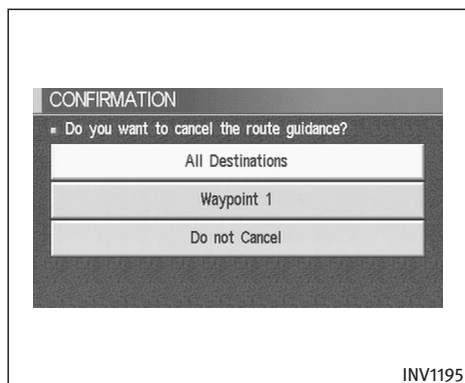 CONFIRMATION
Do you want to cancel the route guidance?
All Destinations
Waypoint 1
Do not Cancel
INV1195